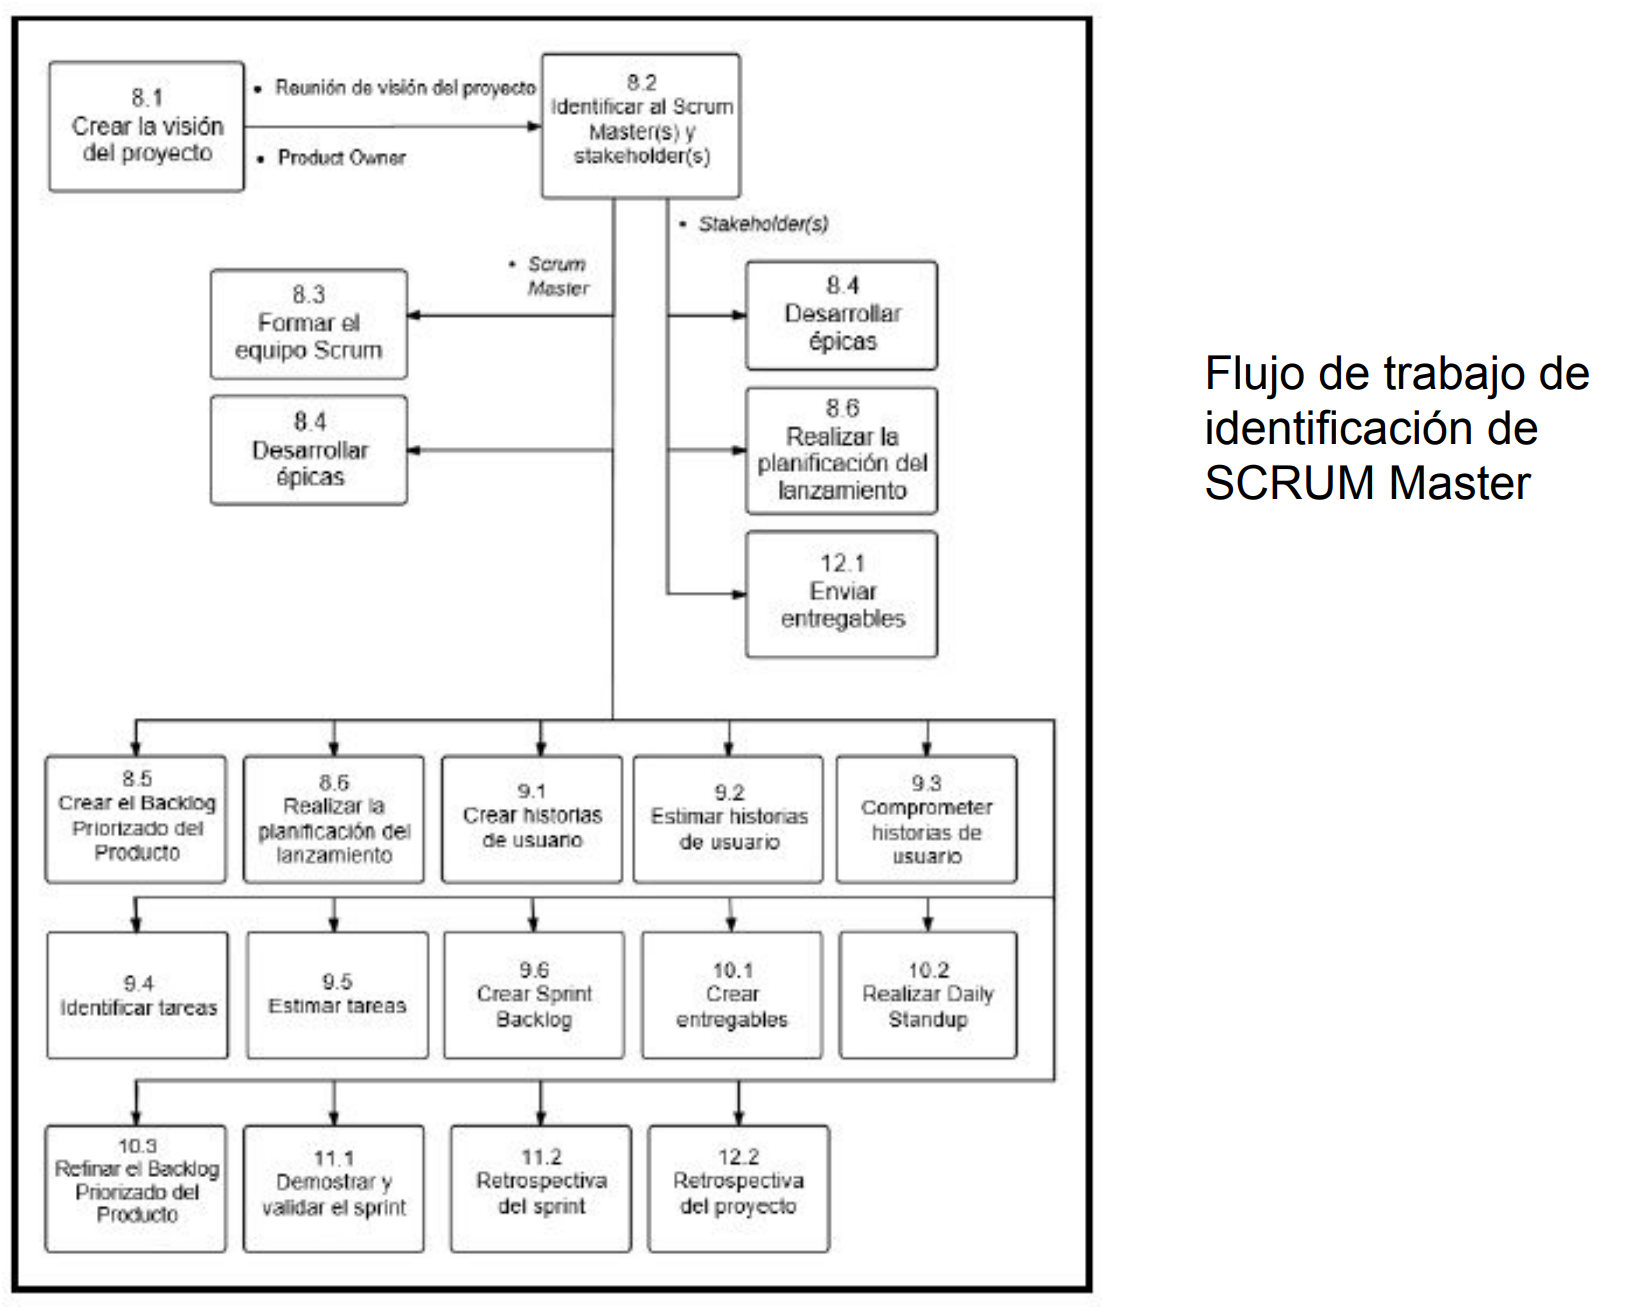 8.1
Crear la visión
del proyecto
• Reunión de visión del proyecto
• Product Owner
8.2
Identificar al Scrum
Master(s) y
stakeholder(s)
• Stakeholder(s)
• Scrum
Master
8.3
Formar el
equipo Scrum
8.4
Desarrollar
épicas
8.4
Desarrollar
épicas
8.6
Realizar la
planificación del
lanzamiento
12.1
Enviar
entregables
Flujo de trabajo de
identificación de
SCRUM Master
8.5
Crear el Backlog
Priorizado del
Producto
8.6
Realizar la
planificación del
lanzamiento
9.1
Crear historias
de usuario
9.2
Estimar historias
de usuario
9.3
Comprometer
historias de
usuario
9.4
Identificar tareas
9.5
Estimar tareas
9.6
Crear Sprint
Backlog
10.1
Crear
entregables
10.2
Realizar Daily
Standup
10.3
Refinar el Backlog
Priorizado del
Producto
11.1
Demostrar y
validar el sprint
11.2
Retrospectiva
del sprint
12.2
Retrospectiva
del proyecto